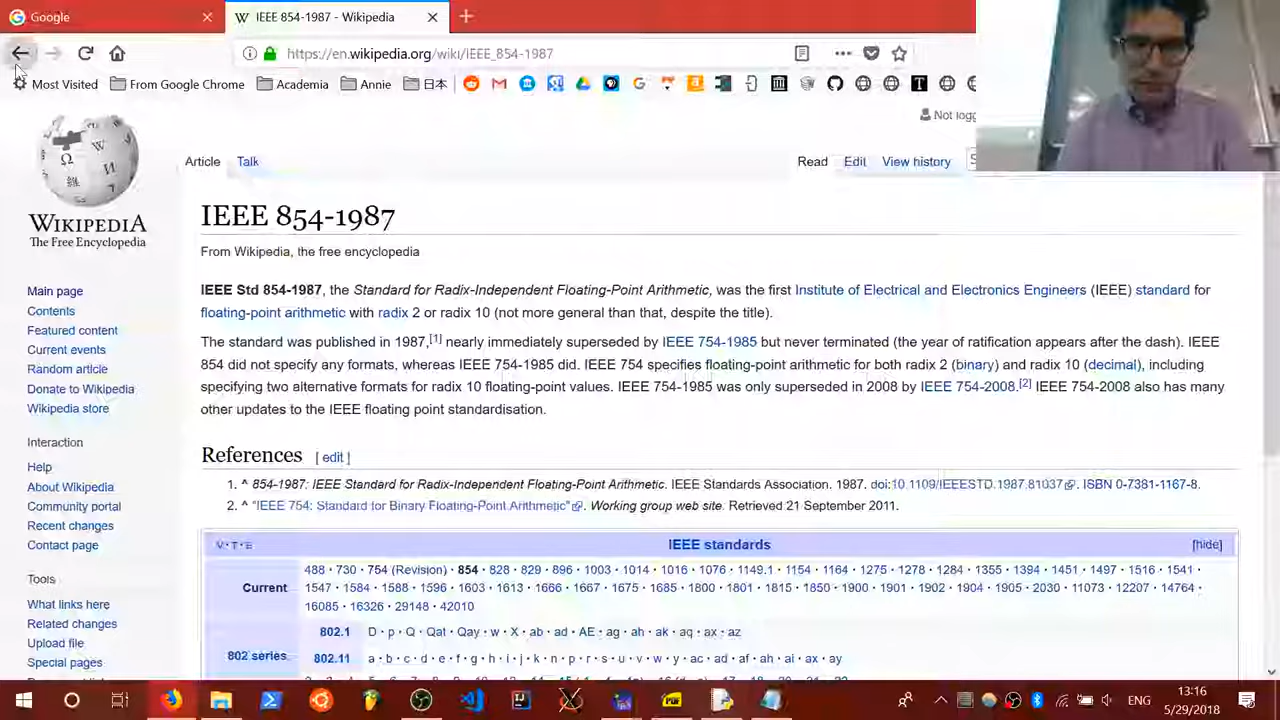 Google
W IEEE 854-1987 - Wikipedia
https://en.wikipedia.org/wiki/IEEE_854-1987
Most Visited From Google Chrome Academia Annie 日本
Not logg
Article Talk Read Edit View history
WIKIPEDIA
The Free Encyclopedia
IEEE 854-1987
From Wikipedia, the free encyclopedia
IEEE Std 854-1987, the Standard for Radix-Independent Floating-Point Arithmetic, was the first Institute of Electrical and Electronics Engineers (IEEE) standard for
floating-point arithmetic with radix 2 or radix 10 (not more general than that, despite the title).
The standard was published in 1987,[1] nearly immediately superseded by IEEE 754-1985 but never terminated (the year of ratification appears after the dash). IEEE
854 did not specify any formats, whereas IEEE 754-1985 did. IEEE 754 specifies floating-point arithmetic for both radix 2 (binary) and radix 10 (decimal), including
specifying two alternative formats for radix 10 floating-point values. IEEE 754-1985 was only superseded in 2008 by IEEE 754-2008.[2] IEEE 754-2008 also has many
other updates to the IEEE floating point standardisation.
References [ edit ]
1. ^ 854-1987: IEEE Standard for Radix-Independent Floating-Point Arithmetic. IEEE Standards Association. 1987. doi:10.1109/IEEESTD.1987.81037. ISBN 0-7381-1167-8.
2. ^ "IEEE 754: Standard for Binary Floating-Point Arithmetic". Working group web site. Retrieved 21 September 2011.
V · T · E IEEE standards [hide]
Current
488 · 730 · 754 (Revision) · 854 · 828 · 829 · 896 · 1003 · 1014 · 1016 · 1076 · 1149.1 · 1154 · 1164 · 1275 · 1278 · 1284 · 1355 · 1394 · 1451 · 1497 · 1516 · 1541 ·
1547 · 1584 · 1588 · 1596 · 1603 · 1613 · 1666 · 1667 · 1675 · 1685 · 1800 · 1801 · 1815 · 1850 · 1900 · 1901 · 1902 · 1904 · 1905 · 2030 · 11073 · 12207 · 14764 ·
16085 · 16326 · 29148 · 42010
802 series
802.1 D · p · Q · Qat · Qay · w · X · ab · ad · AE · ag · ah · ak · aq · ax · az
802.11 a · b · c · d · e · f · g · h · i · j · k · n · p · r · s · u · v · w · y · ac · ad · af · ah · ai · ax · ay
Main page
Contents
Featured content
Current events
Random article
Donate to Wikipedia
Wikipedia store
Interaction
Help
About Wikipedia
Community portal
Recent changes
Contact page
Tools
What links here
Related changes
Upload file
Special pages
ENG
13:16
5/29/2018